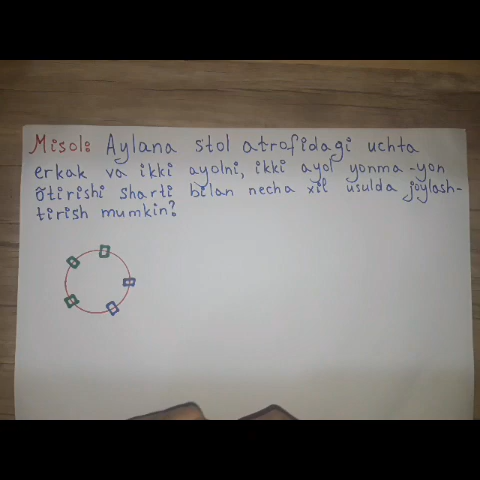 Misol: Aylana stol atrofidagi uchta
erkak va ikki ayolni, ikki ayol yonma-yon
õtirishi sharti bilan necha xil usulda joylash-
tirish mumkin?